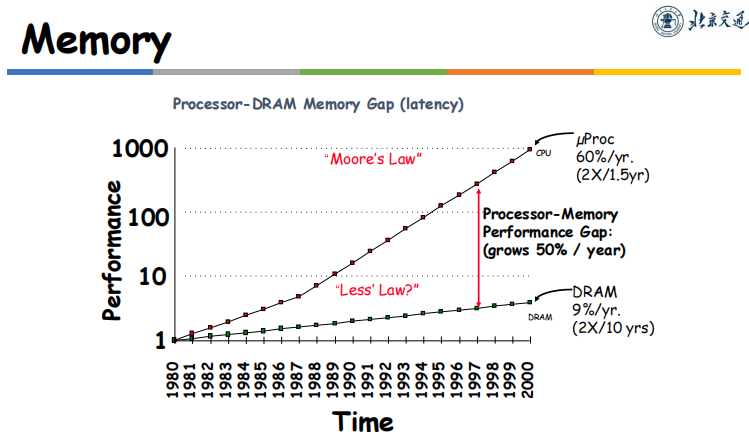 Memory
北京交通
Processor-DRAM Memory Gap (latency)
1000
100
10
1
Performance
“Moore’s Law”
“Less’ Law?”
CPU
µProc
60%/yr.
(2X/1.5yr)
Processor-Memory
Performance Gap:
(grows 50% / year)
DRAM
DRAM
9%/yr.
(2X/10 yrs)
1980
1981
1982
1983
1984
1985
1986
1987
1988
1989
1990
1991
1992
1993
1994
1995
1996
1997
1998
1999
2000
Time